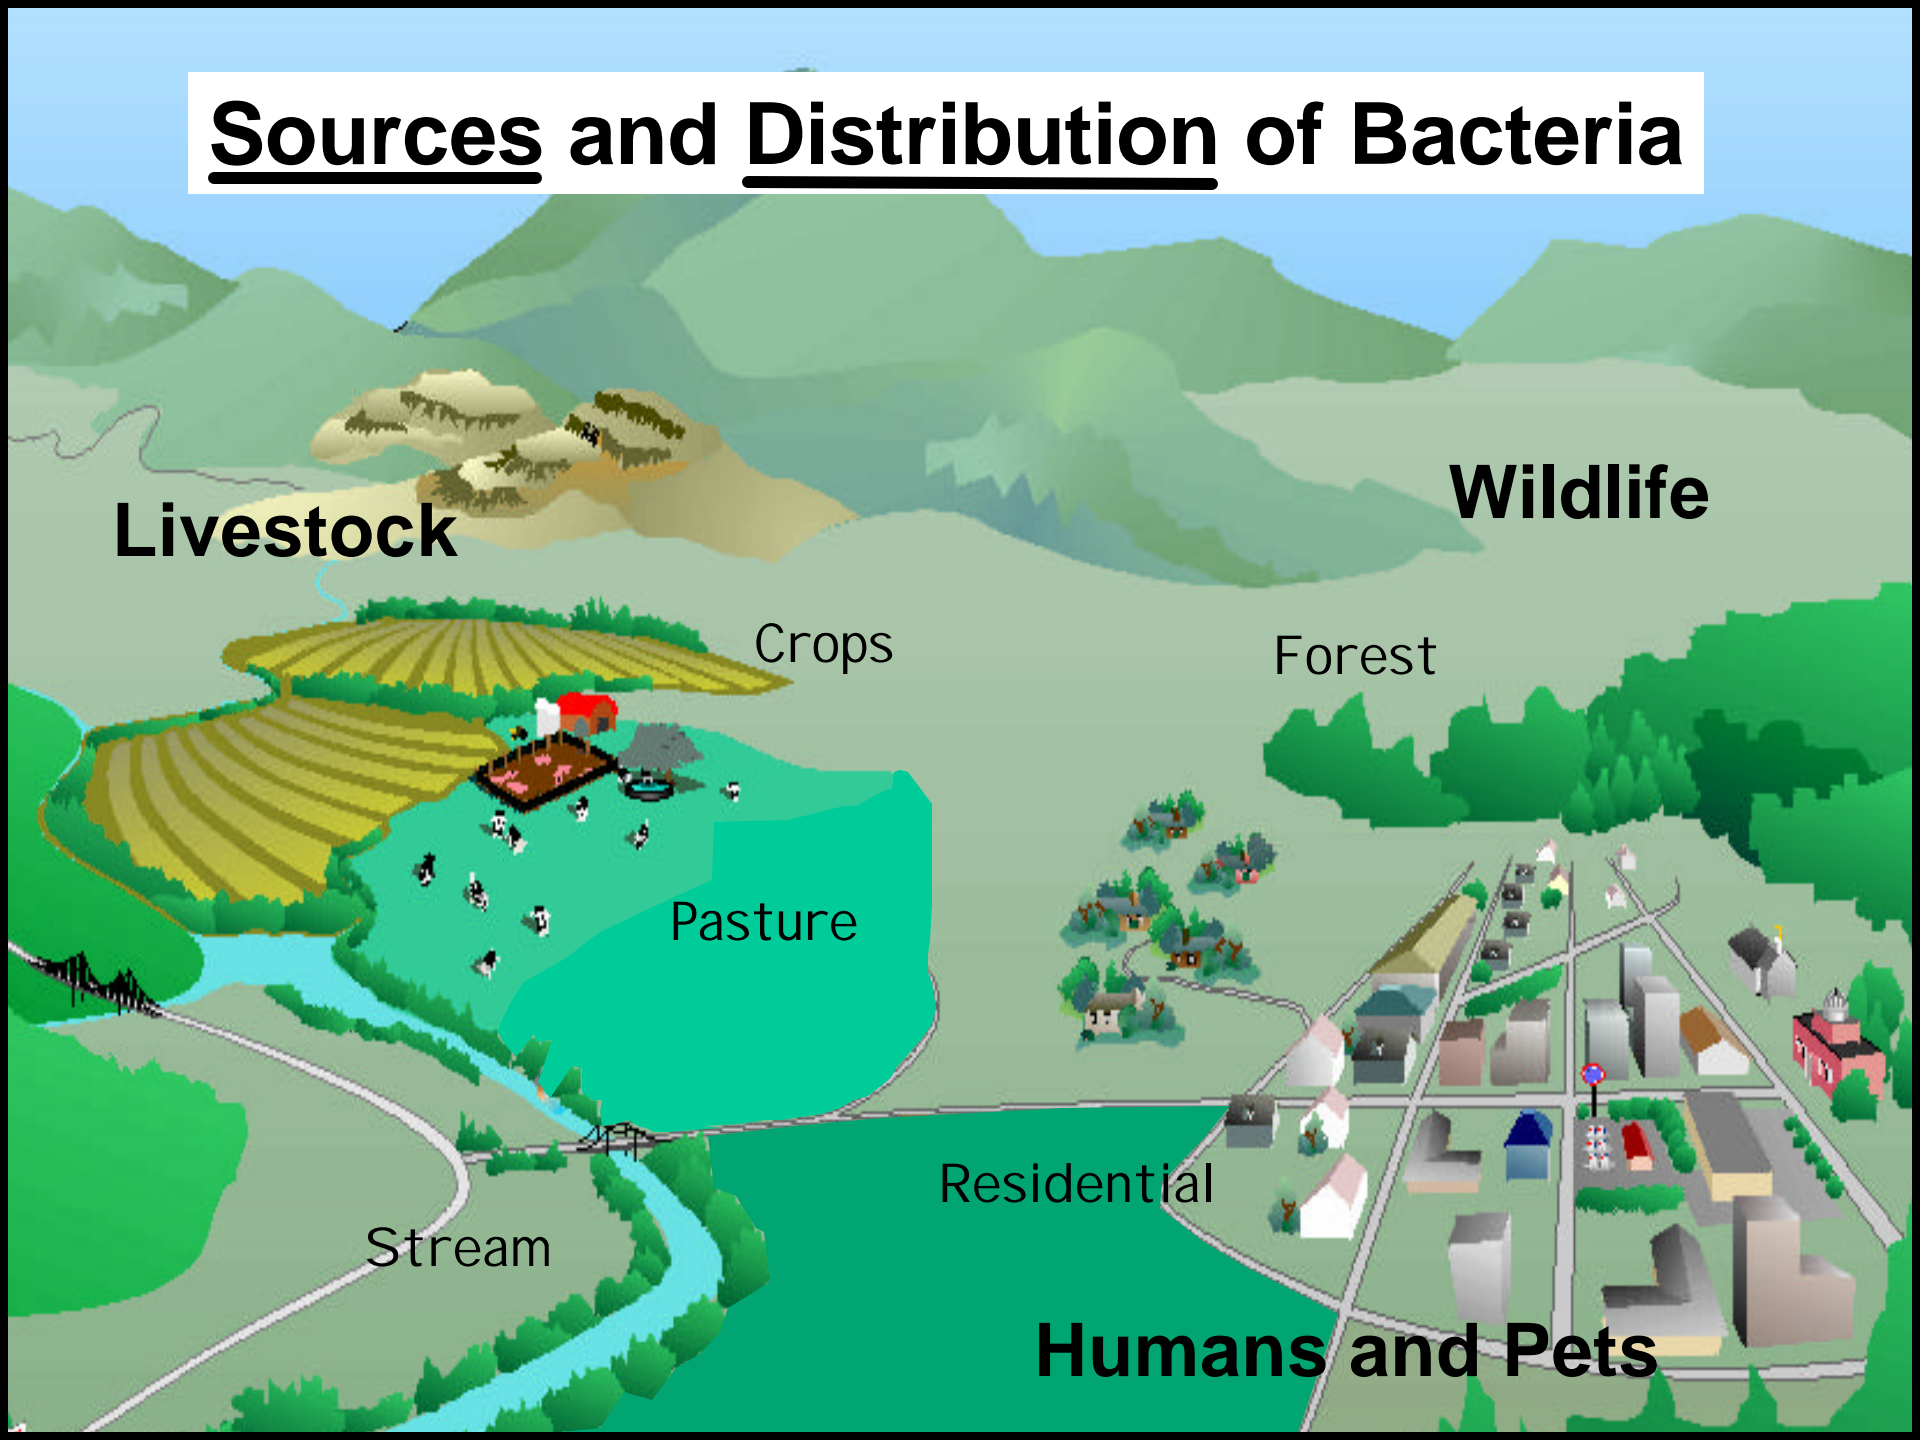 Sources and Distribution of Bacteria
Wildlife
Livestock
Crops
Forest
Pasture
Residential
Stream
Humans and Pets